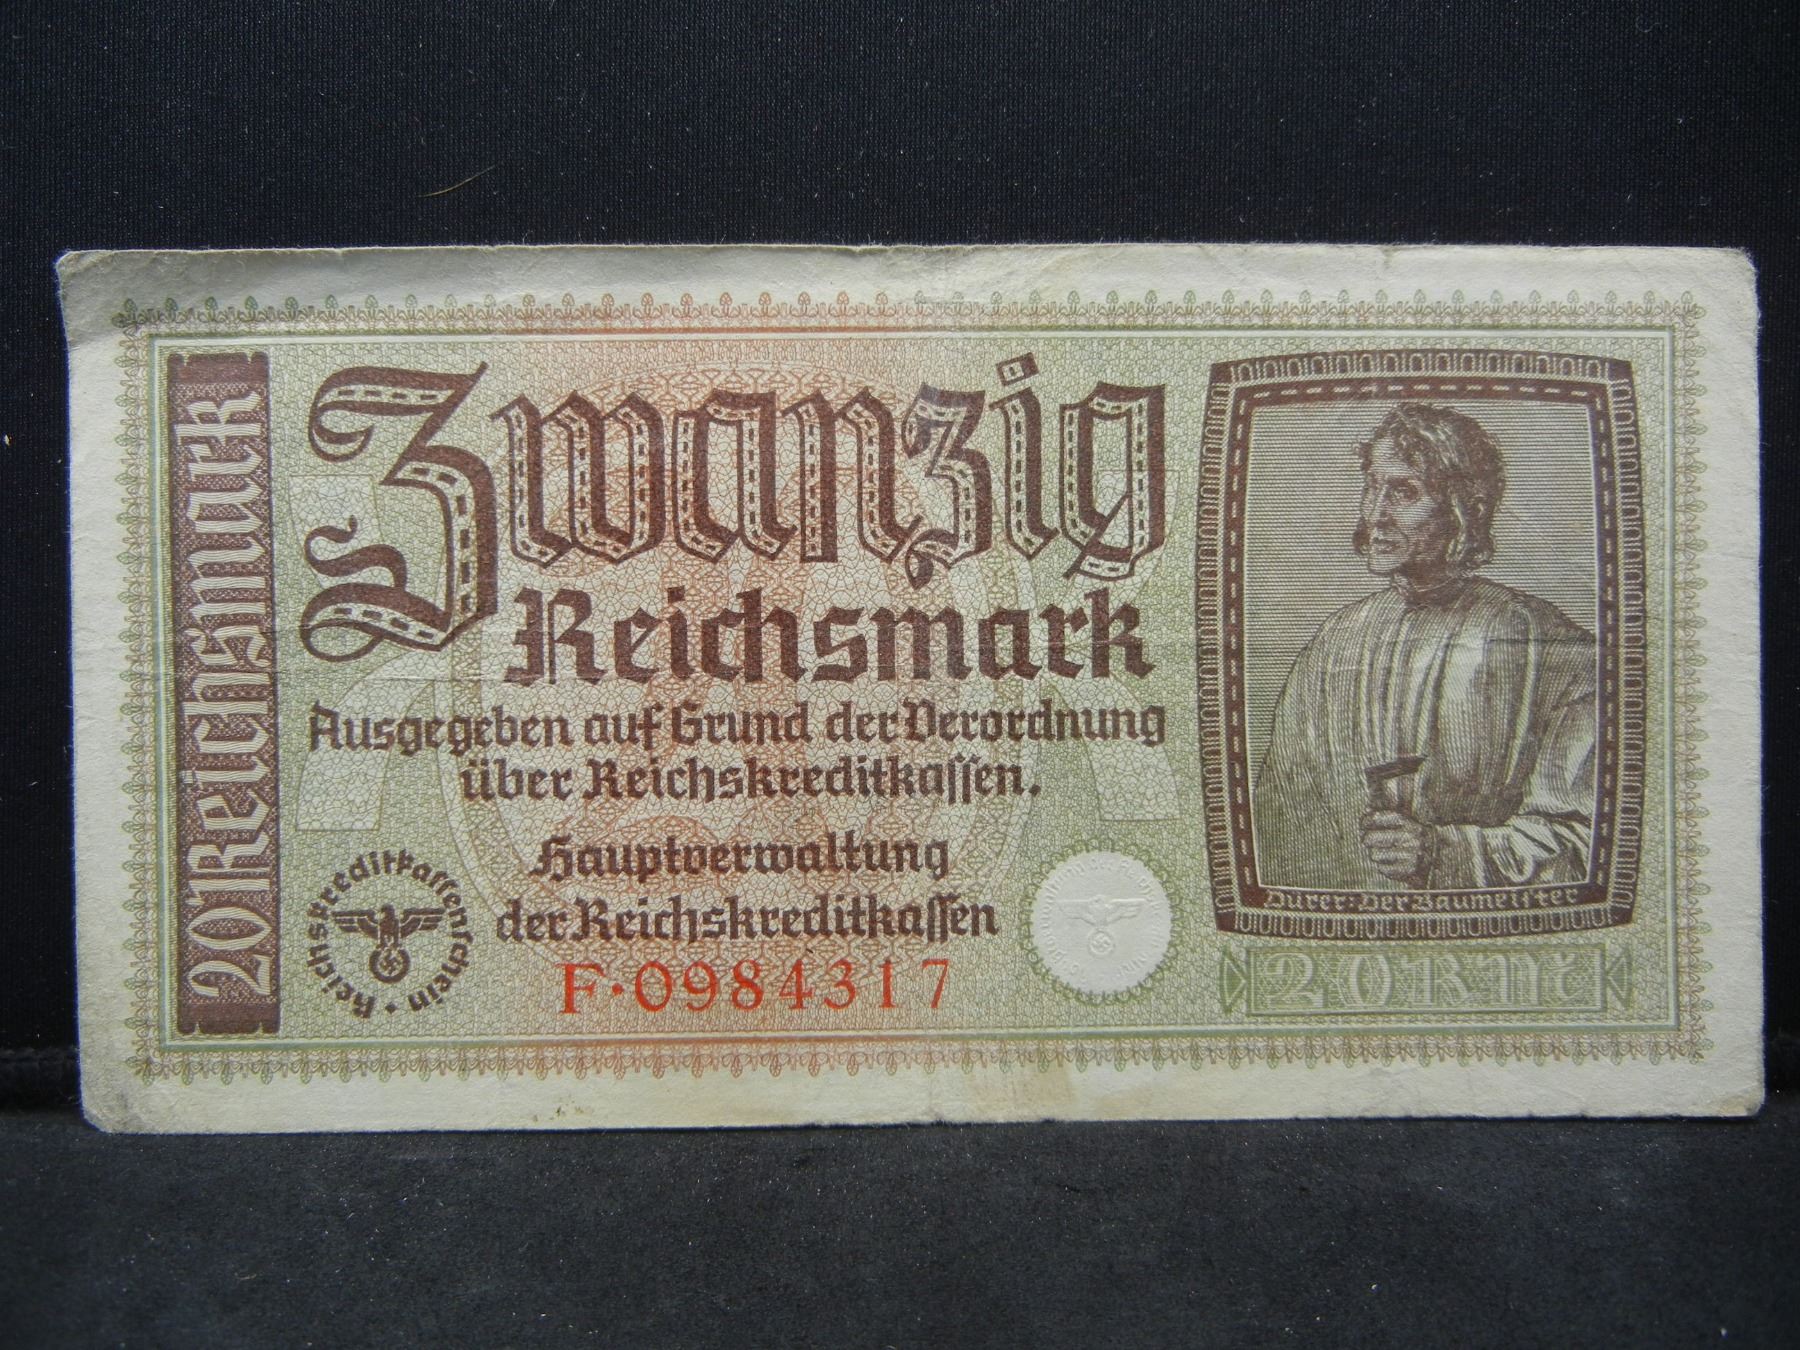 20 Reichsmark
Zwanzig
Reichsmark
Ausgegeben auf Grund der Verordnung
über Reichskreditkassen.
Hauptverwaltung
der Reichskreditkassen
Reichskreditkassenschein
F·0984317
Dürer: Der Baumeister
20 RM